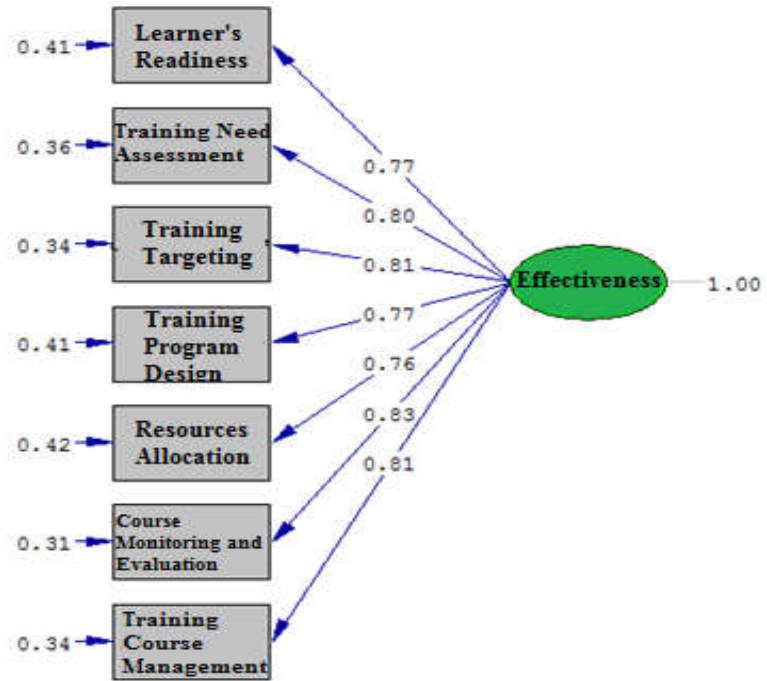 0.41
Learner's
Readiness
0.77
0.36
Training Need
Assessment
0.80
0.34
Training
Targeting
0.81
Effectiveness
1.00
0.41
Training
Program
Design
0.77
0.42
Resources
Allocation
0.76
0.31
Course
Monitoring and
Evaluation
0.83
0.34
Training
Course
Management
0.81